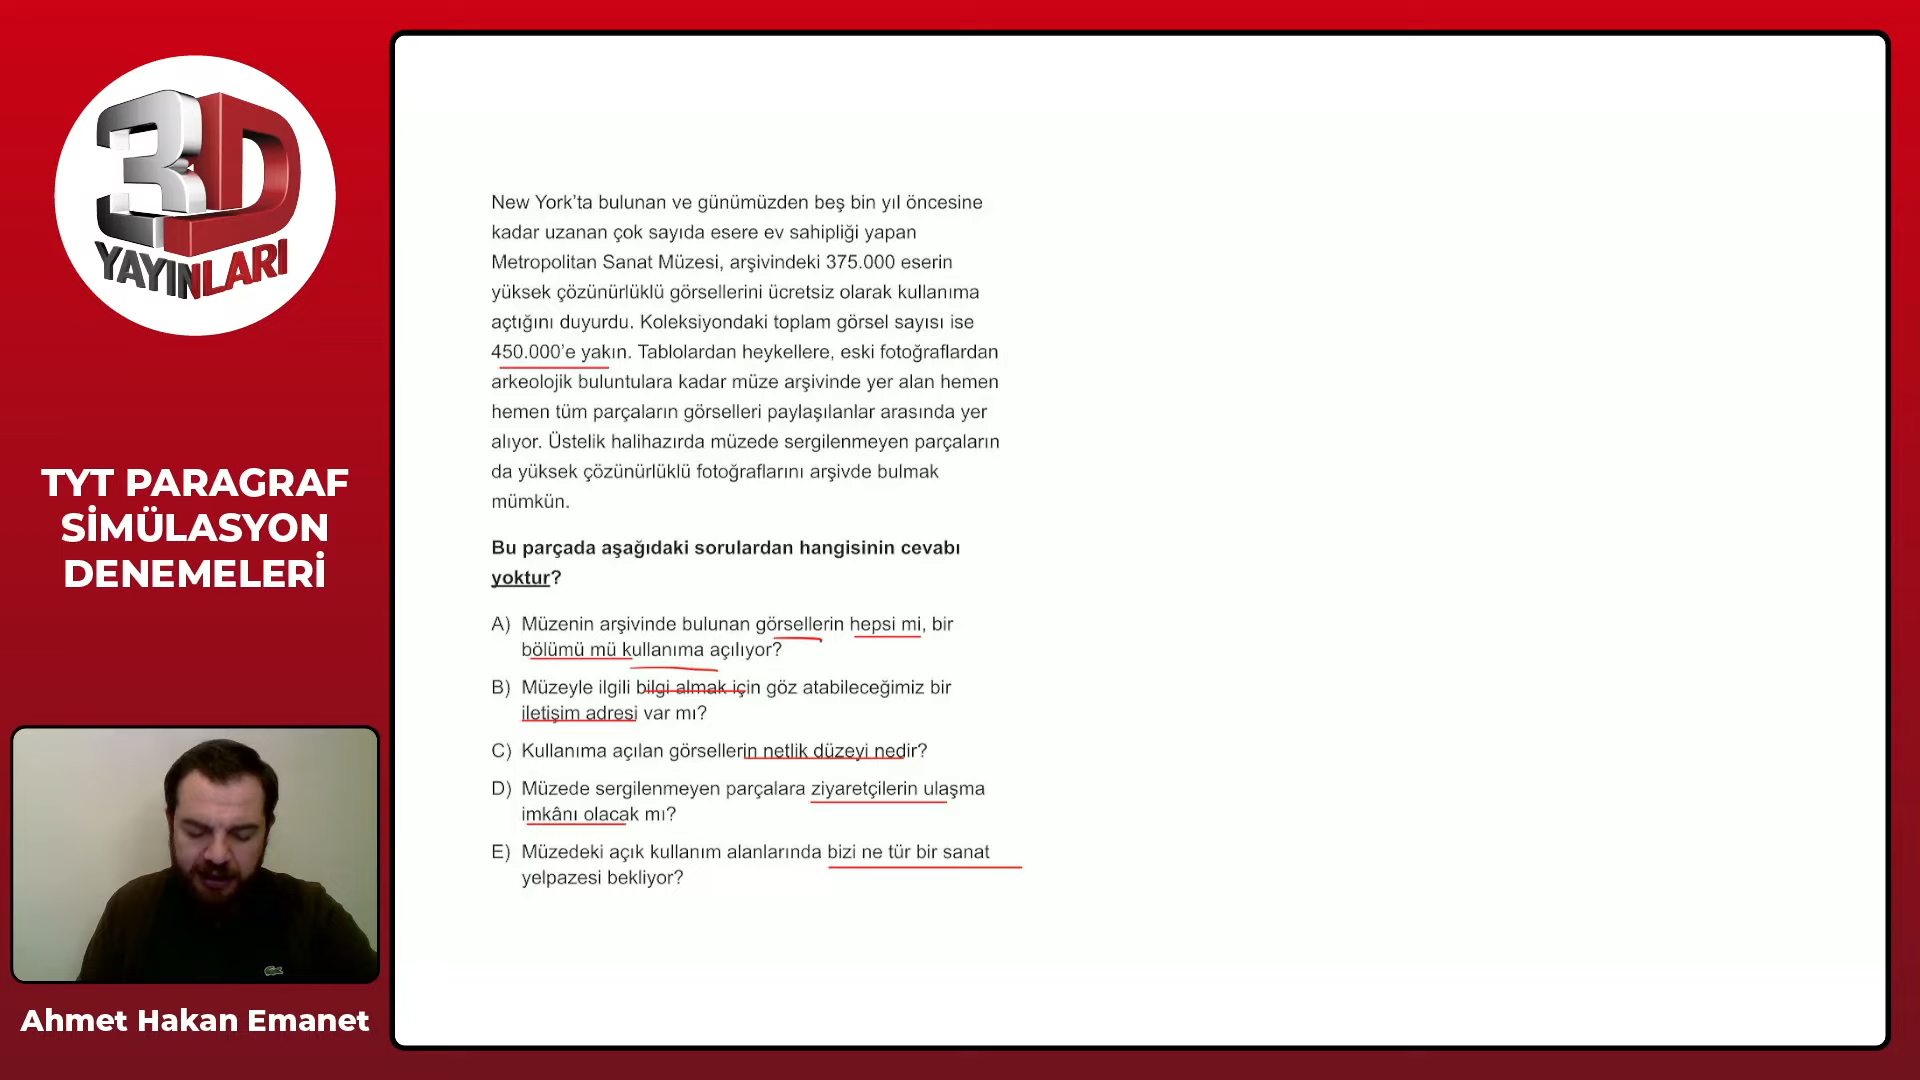 3D
YAYINLARI
TYT PARAGRAF
SİMÜLASYON
DENEMELERİ
Ahmet Hakan Emanet
New York'ta bulunan ve günümüzden beş bin yıl öncesine
kadar uzanan çok sayıda esere ev sahipliği yapan
Metropolitan Sanat Müzesi, arşivindeki 375.000 eserin
yüksek çözünürlüklü görsellerini ücretsiz olarak kullanıma
açtığını duyurdu. Koleksiyondaki toplam görsel sayısı ise
450.000'e yakın. Tablolardan heykellere, eski fotoğraflardan
arkeolojik buluntulara kadar müze arşivinde yer alan hemen
hemen tüm parçaların görselleri paylaşılanlar arasında yer
alıyor. Üstelik halihazırda müzede sergilenmeyen parçaların
da yüksek çözünürlüklü fotoğraflarını arşivde bulmak
mümkün.
Bu parçada aşağıdaki sorulardan hangisinin cevabı
yoktur?
A) Müzenin arşivinde bulunan görsellerin hepsi mi, bir
bölümü mü kullanıma açılıyor?
B) Müzeyle ilgili bilgi almak için göz atabileceğimiz bir
iletişim adresi var mı?
C) Kullanıma açılan görsellerin netlik düzeyi nedir?
D) Müzede sergilenmeyen parçalara ziyaretçilerin ulaşma
imkânı olacak mı?
E) Müzedeki açık kullanım alanlarında bizi ne tür bir sanat
yelpazesi bekliyor?